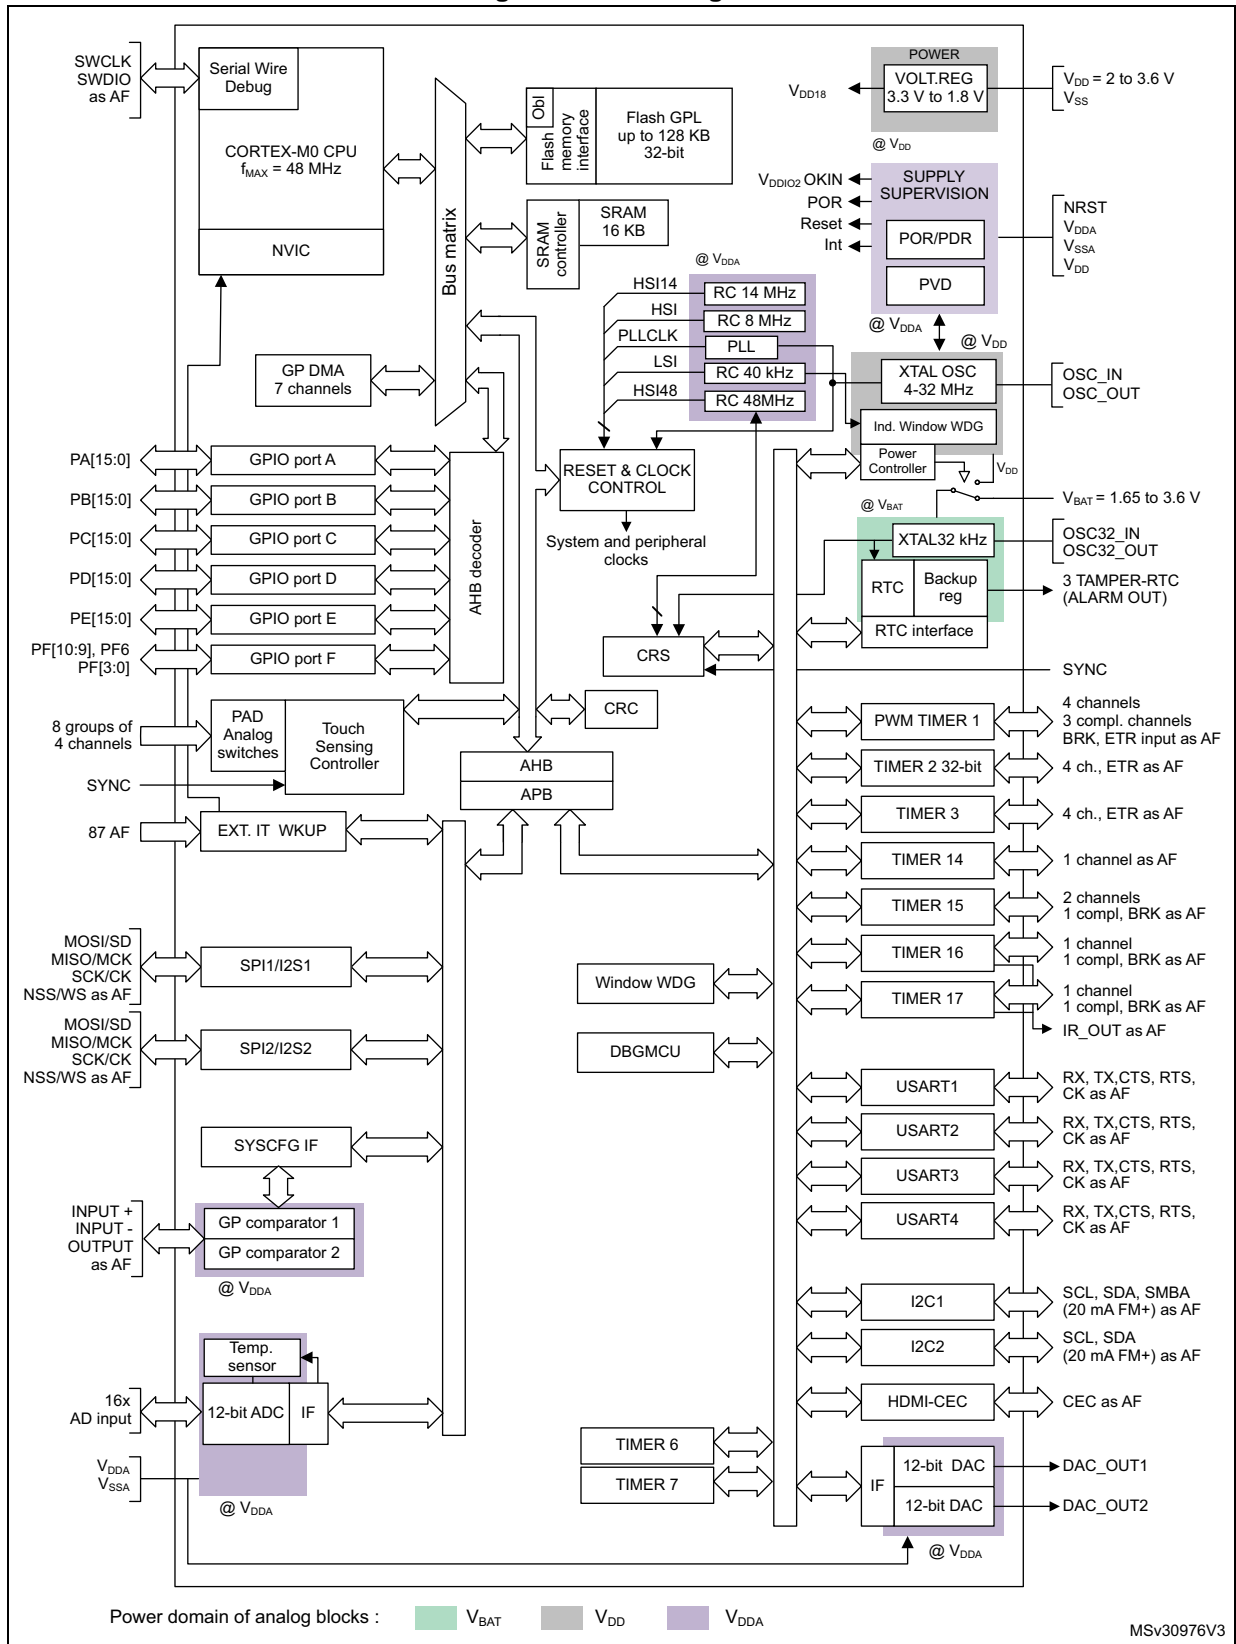 SWCLK
SWDIO
as AF
Serial Wire
Debug
CORTEX-M0 CPU
fMAX = 48 MHz
NVIC
Bus matrix
Obl
Flash
memory
interface
Flash GPL
up to 128 KB
32-bit
SRAM
controller
SRAM
16 KB
POWER
VOLT.REG
3.3 V to 1.8 V
VDD18
VDD = 2 to 3.6 V
VSS
@ VDD
SUPPLY
SUPERVISION
VDDIO2 OKIN
POR
Reset
Int
POR/PDR
PVD
NRST
VDDA
VSSA
VDD
@ VDDA
@ VDDA
@ VDD
HSI14
HSI
PLLCLK
LSI
HSI48
RC 14 MHz
RC 8 MHz
PLL
RC 40 kHz
RC 48MHz
XTAL OSC
4-32 MHz
OSC_IN
OSC_OUT
Ind. Window WDG
Power
Controller
VDD
@ VBAT
VBAT = 1.65 to 3.6 V
XTAL32 kHz
OSC32_IN
OSC32_OUT
RTC
Backup
reg
3 TAMPER-RTC
(ALARM OUT)
RTC interface
GP DMA
7 channels
PA[15:0]
GPIO port A
PB[15:0]
GPIO port B
PC[15:0]
GPIO port C
PD[15:0]
GPIO port D
PE[15:0]
GPIO port E
PF[10:9], PF6
PF[3:0]
GPIO port F
AHB decoder
RESET & CLOCK
CONTROL
System and peripheral
clocks
CRS
SYNC
8 groups of
4 channels
PAD
Analog
switches
Touch
Sensing
Controller
SYNC
CRC
AHB
APB
87 AF
EXT. IT WKUP
PWM TIMER 1
4 channels
3 compl. channels
BRK, ETR input as AF
TIMER 2 32-bit
4 ch., ETR as AF
TIMER 3
4 ch., ETR as AF
TIMER 14
1 channel as AF
TIMER 15
2 channels
1 compl, BRK as AF
TIMER 16
1 channel
1 compl, BRK as AF
TIMER 17
1 channel
1 compl, BRK as AF
IR_OUT as AF
MOSI/SD
MISO/MCK
SCK/CK
NSS/WS as AF
SPI1/I2S1
MOSI/SD
MISO/MCK
SCK/CK
NSS/WS as AF
SPI2/I2S2
Window WDG
DBGMCU
USART1
RX, TX,CTS, RTS,
CK as AF
USART2
RX, TX,CTS, RTS,
CK as AF
USART3
RX, TX,CTS, RTS,
CK as AF
USART4
RX, TX,CTS, RTS,
CK as AF
SYSCFG IF
INPUT +
INPUT -
OUTPUT
as AF
GP comparator 1
GP comparator 2
@ VDDA
I2C1
SCL, SDA, SMBA
(20 mA FM+) as AF
I2C2
SCL, SDA
(20 mA FM+) as AF
HDMI-CEC
CEC as AF
Temp.
sensor
16x
AD input
12-bit ADC
IF
VDDA
VSSA
@ VDDA
TIMER 6
TIMER 7
IF
12-bit DAC
DAC_OUT1
12-bit DAC
DAC_OUT2
@ VDDA
Power domain of analog blocks :
VBAT
VDD
VDDA
MSv30976V3